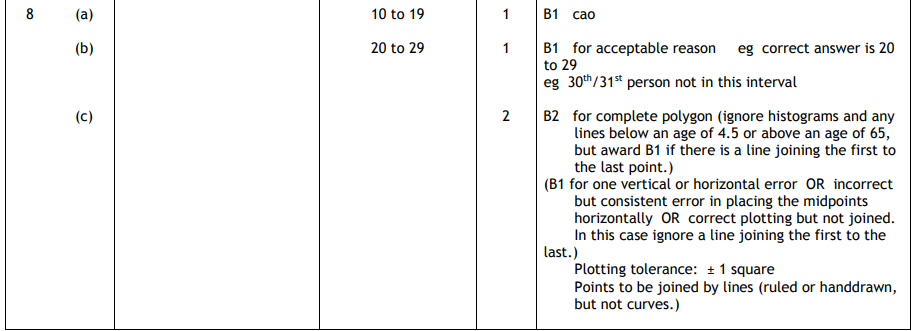 8 (a) 10 to 19 1 B1 cao
(b) 20 to 29 1 B1 for acceptable reason eg correct answer is 20
to 29
eg 30th/31st person not in this interval
(c) 2 B2 for complete polygon (ignore histograms and any
lines below an age of 4.5 or above an age of 65,
but award B1 if there is a line joining the first to
the last point.)
(B1 for one vertical or horizontal error OR incorrect
but consistent error in placing the midpoints
horizontally OR correct plotting but not joined.
In this case ignore a line joining the first to the
last.)
Plotting tolerance: ± 1 square
Points to be joined by lines (ruled or handdrawn,
but not curves.)